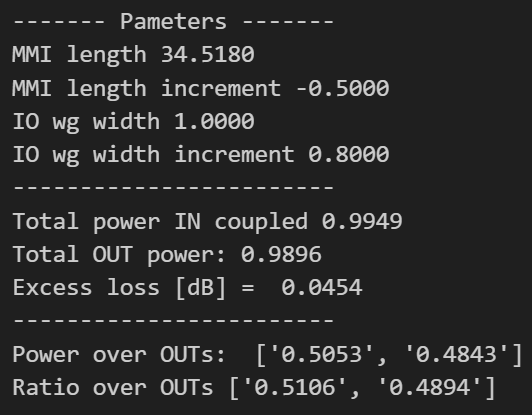 ------- Pameters -------
MMI length 34.5180
MMI length increment -0.5000
IO wg width 1.0000
IO wg width increment 0.8000
------------------------
Total power IN coupled 0.9949
Total OUT power: 0.9896
Excess loss [dB] =  0.0454
------------------------
Power over OUTs:  ['0.5053', '0.4843']
Ratio over OUTs ['0.5106', '0.4894']